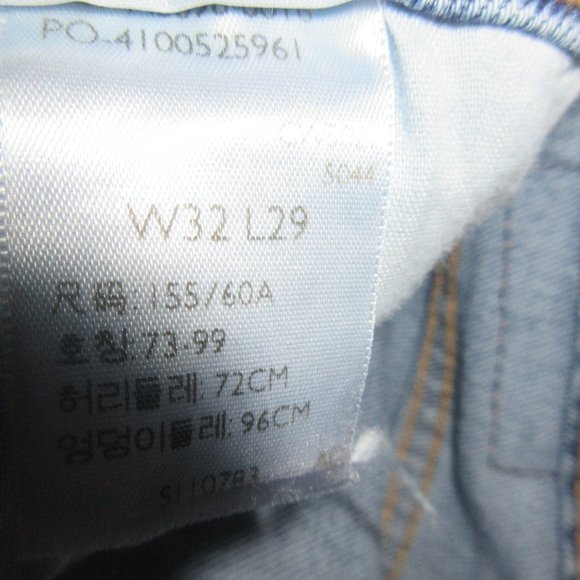 PO-4100525961
5044
W32 L29
尺码: 155/60A
호칭: 73-99
허리둘레: 72CM
엉덩이둘레: 96CM
S110783